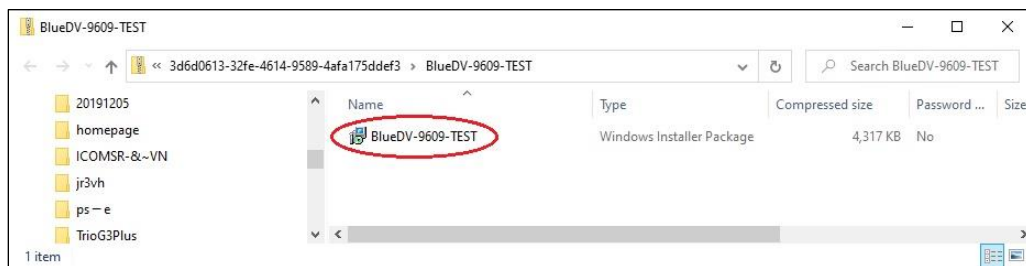 BlueDV-9609-TEST
« 3d6d0613-32fe-4614-9589-4afa175ddef3 > BlueDV-9609-TEST
Search BlueDV-9609-TEST
20191205
homepage
ICOMSR-&~VN
jr3vh
ps－e
TrioG3Plus
Name Type Compressed size Password ... Size
BlueDV-9609-TEST Windows Installer Package 4,317 KB No
1 item